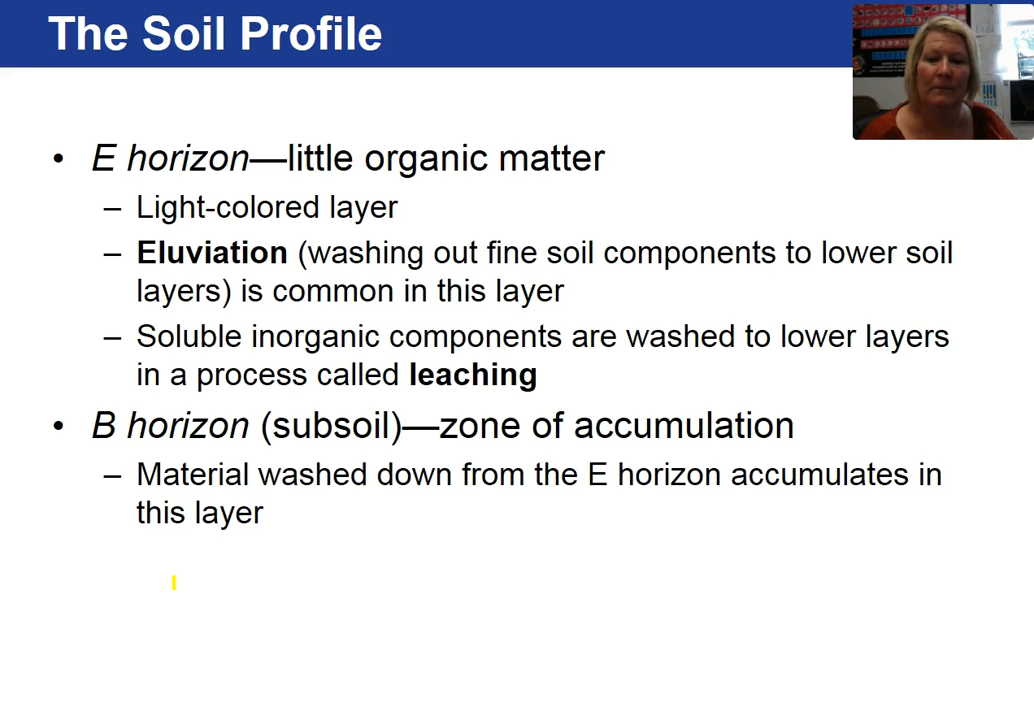 The Soil Profile
• E horizon—little organic matter
– Light-colored layer
– Eluviation (washing out fine soil components to lower soil
layers) is common in this layer
– Soluble inorganic components are washed to lower layers
in a process called leaching
• B horizon (subsoil)—zone of accumulation
– Material washed down from the E horizon accumulates in
this layer